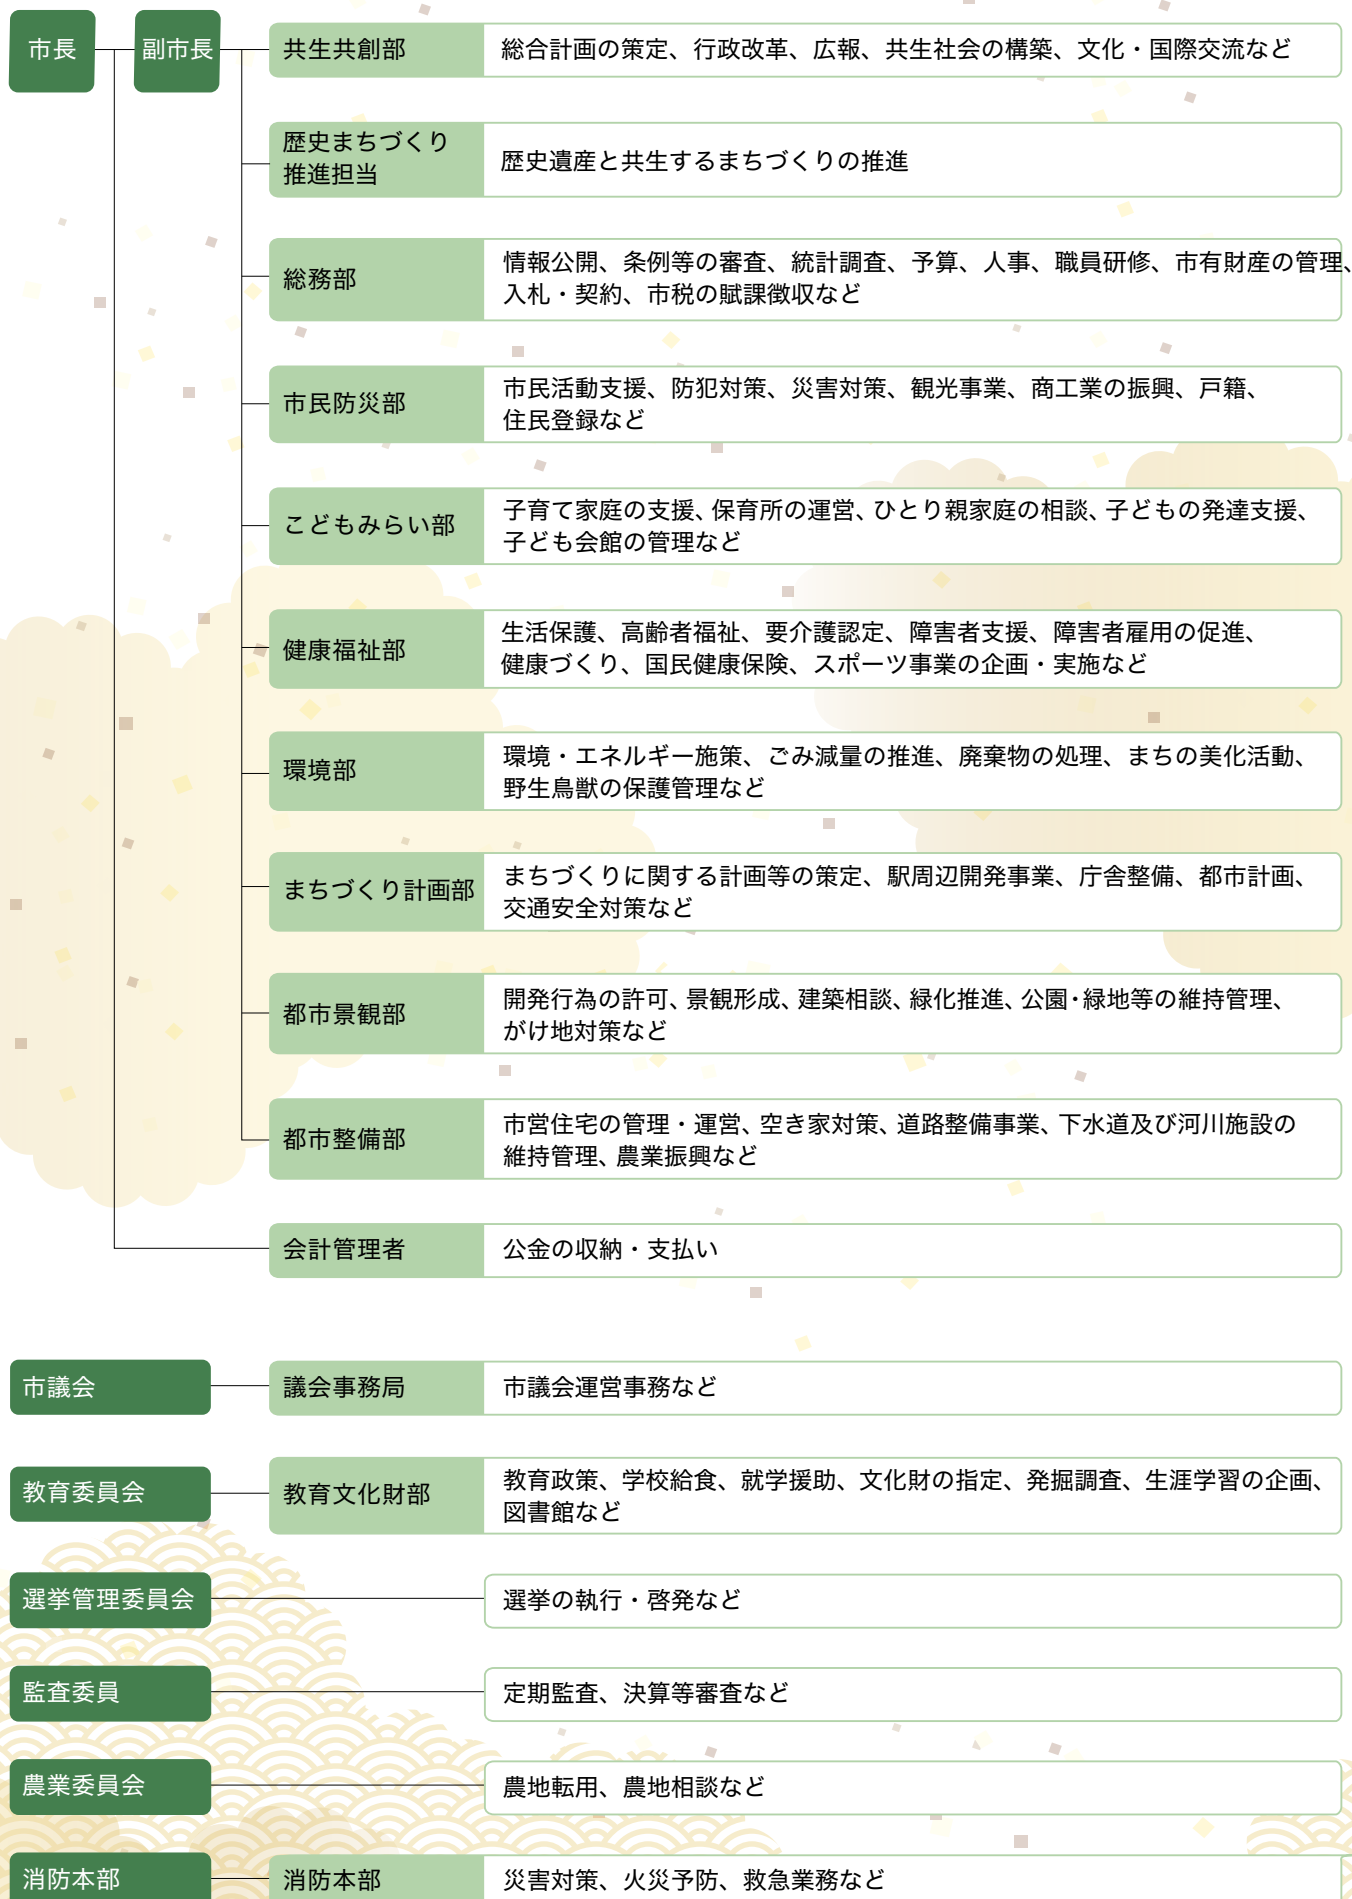 市長
副市長
共生共創部
総合計画の策定、行政改革、広報、共生社会の構築、文化・国際交流など
歴史まちづくり
推進担当
歴史遺産と共生するまちづくりの推進
総務部
情報公開、条例等の審査、統計調査、予算、人事、職員研修、市有財産の管理、
入札・契約、市税の賦課徴収など
市民防災部
市民活動支援、防犯対策、災害対策、観光事業、商工業の振興、戸籍、
住民登録など
こどもみらい部
子育て家庭の支援、保育所の運営、ひとり親家庭の相談、子どもの発達支援、
子ども会館の管理など
健康福祉部
生活保護、高齢者福祉、要介護認定、障害者支援、障害者雇用の促進、
健康づくり、国民健康保険、スポーツ事業の企画・実施など
環境部
環境・エネルギー施策、ごみ減量の推進、廃棄物の処理、まちの美化活動、
野生鳥獣の保護管理など
まちづくり計画部
まちづくりに関する計画等の策定、駅周辺開発事業、庁舎整備、都市計画、
交通安全対策など
都市景観部
開発行為の許可、景観形成、建築相談、緑化推進、公園・緑地等の維持管理、
がけ地対策など
都市整備部
市営住宅の管理・運営、空き家対策、道路整備事業、下水道及び河川施設の
維持管理、農業振興など
会計管理者
公金の収納・支払い
市議会
議会事務局
市議会運営事務など
教育委員会
教育文化財部
教育政策、学校給食、就学援助、文化財の指定、発掘調査、生涯学習の企画、
図書館など
選挙管理委員会
選挙の執行・啓発など
監査委員
定期監査、決算等審査など
農業委員会
農地転用、農地相談など
消防本部
消防本部
災害対策、火災予防、救急業務など